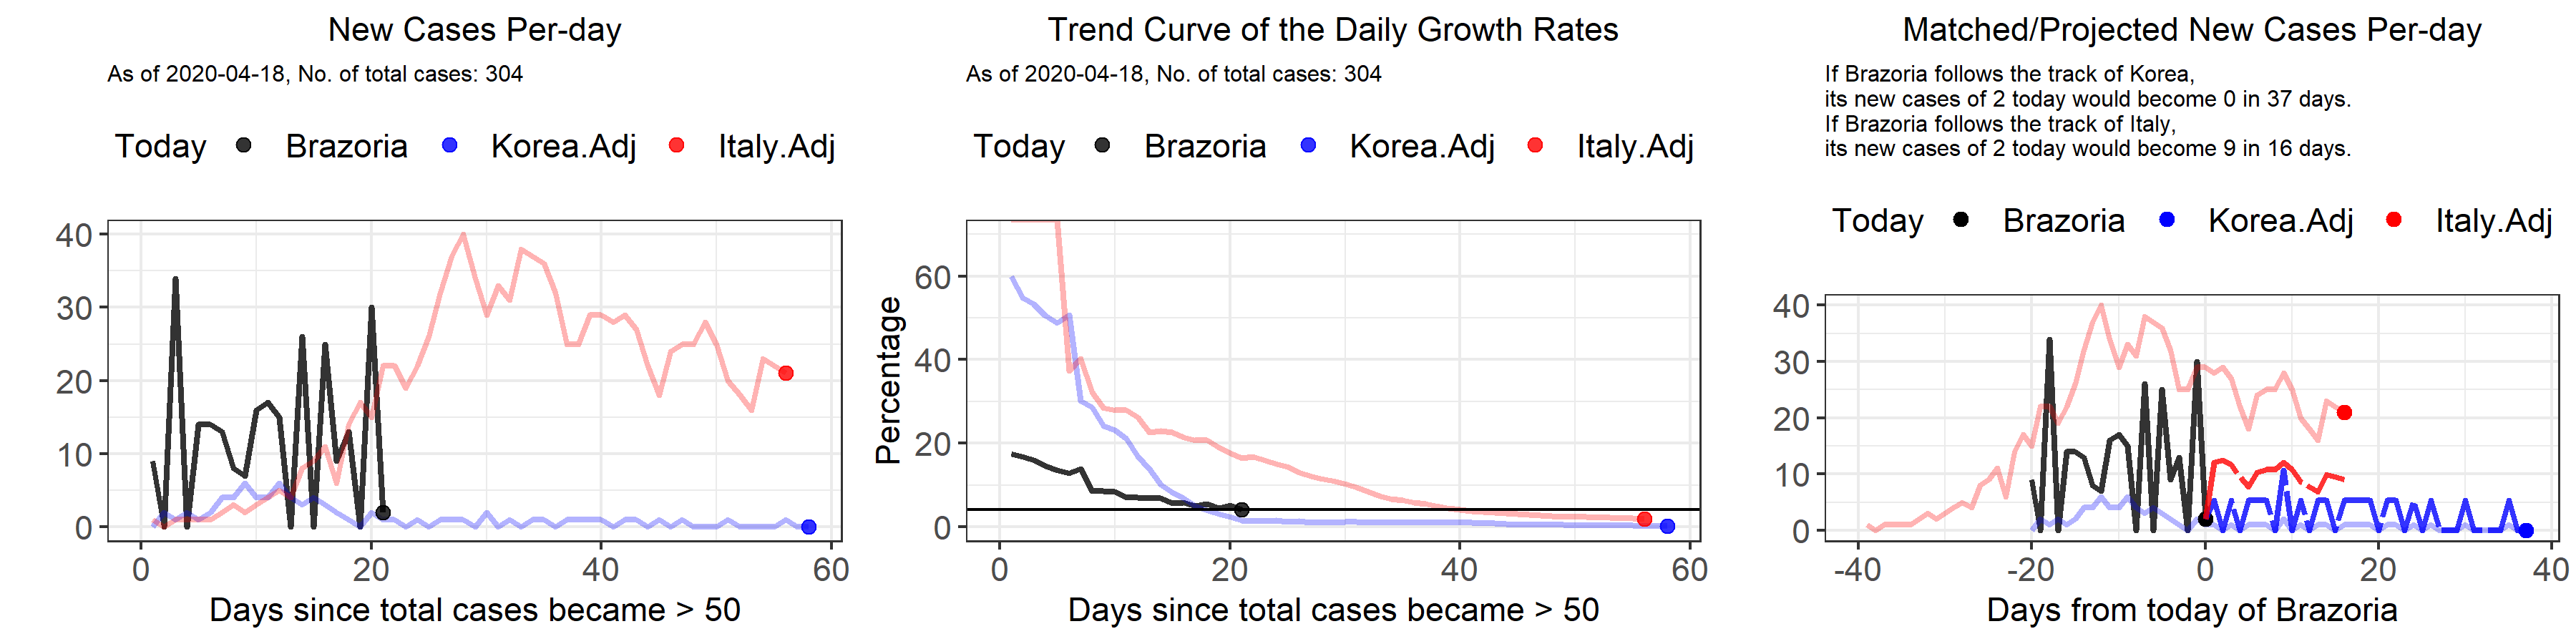 New Cases Per-day
As of 2020-04-18, No. of total cases: 304
Today Brazoria Korea.Adj Italy.Adj
40
30
20
10
0
0 20 40 60
Days since total cases became > 50
Trend Curve of the Daily Growth Rates
As of 2020-04-18, No. of total cases: 304
Today Brazoria Korea.Adj Italy.Adj
Percentage
60
40
20
0
0 20 40 60
Days since total cases became > 50
Matched/Projected New Cases Per-day
If Brazoria follows the track of Korea,
its new cases of 2 today would become 0 in 37 days.
If Brazoria follows the track of Italy,
its new cases of 2 today would become 9 in 16 days.
Today Brazoria Korea.Adj Italy.Adj
40
30
20
10
0
-40 -20 0 20 40
Days from today of Brazoria